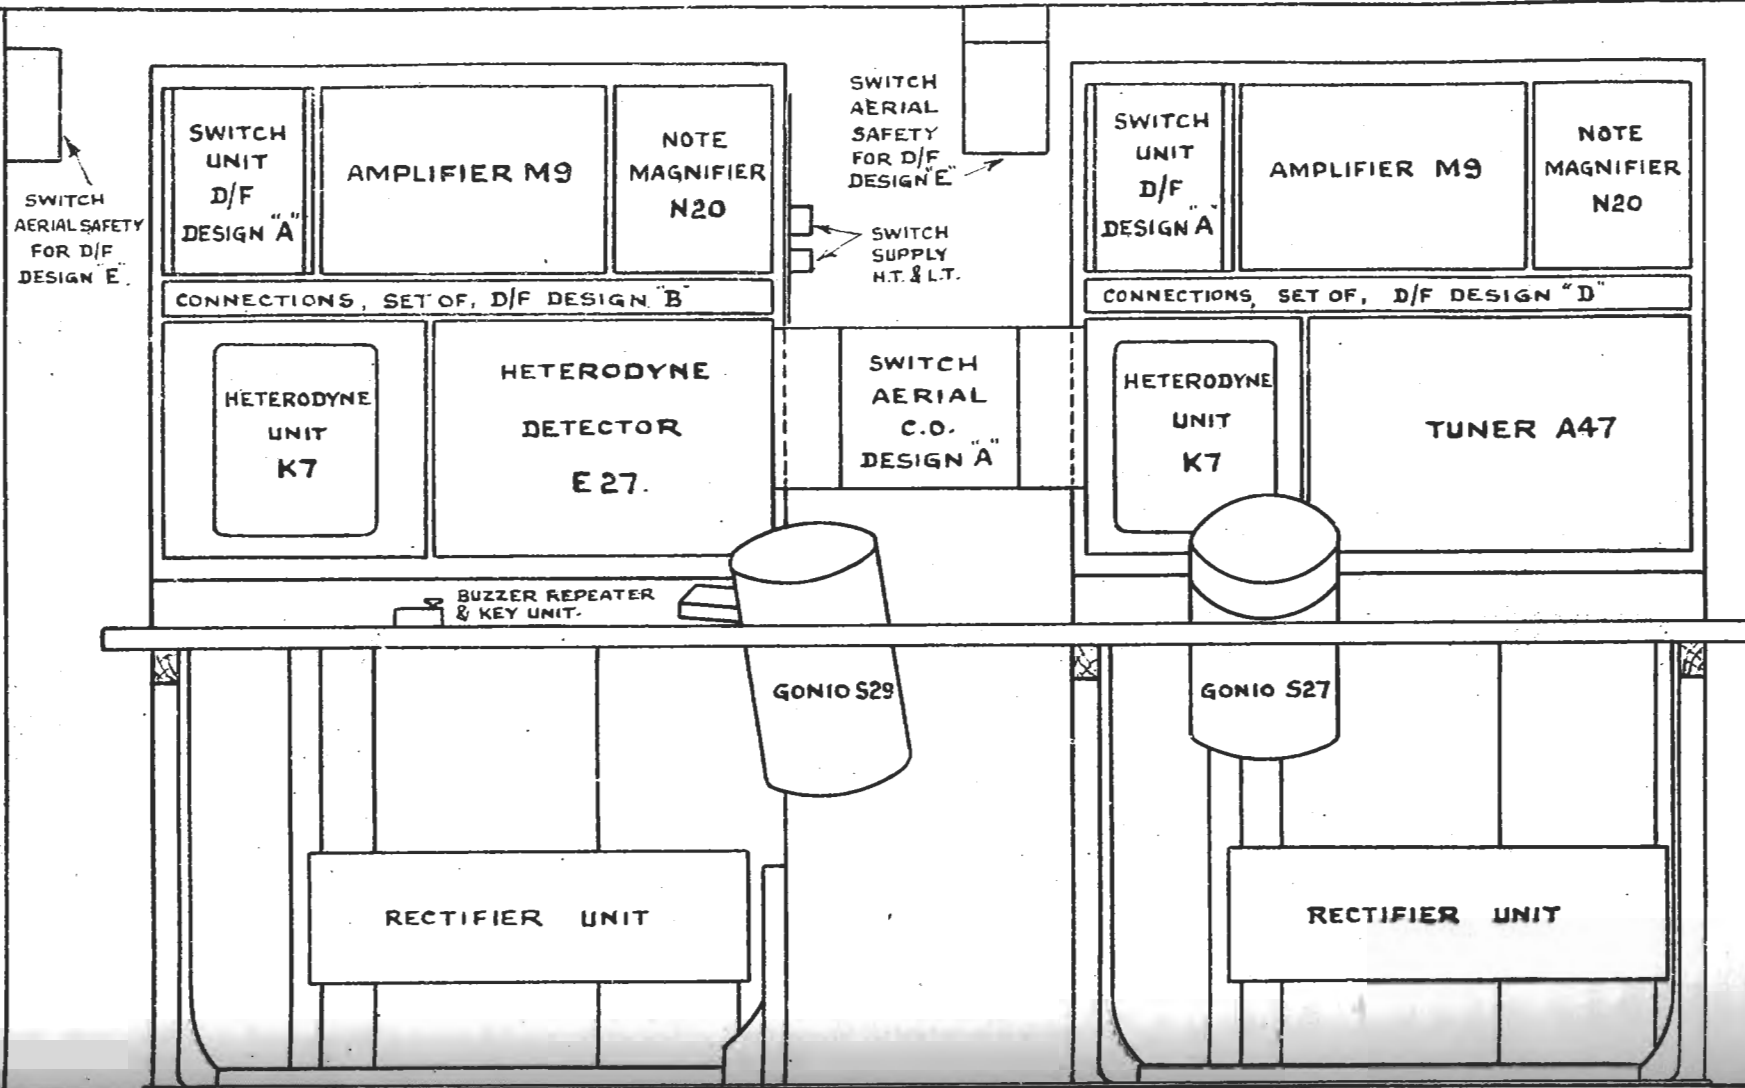 SWITCH
AERIAL SAFETY
FOR D/F
DESIGN "E".
SWITCH
UNIT
D/F
DESIGN "A"
AMPLIFIER M9
NOTE
MAGNIFIER
N20
CONNECTIONS, SET OF, D/F DESIGN "B"
HETERODYNE
UNIT
K7
HETERODYNE
DETECTOR
E 27.
BUZZER REPEATER
& KEY UNIT.
GONIO S29
RECTIFIER UNIT
SWITCH
AERIAL
SAFETY
FOR D/F
DESIGN "E"
SWITCH
SUPPLY
H.T. & L.T.
SWITCH
AERIAL
C.O.
DESIGN "A"
SWITCH
UNIT
D/F
DESIGN "A"
AMPLIFIER M9
NOTE
MAGNIFIER
N20
CONNECTIONS, SET OF, D/F DESIGN "D"
HETERODYNE
UNIT
K7
TUNER A47
GONIO S27
RECTIFIER UNIT